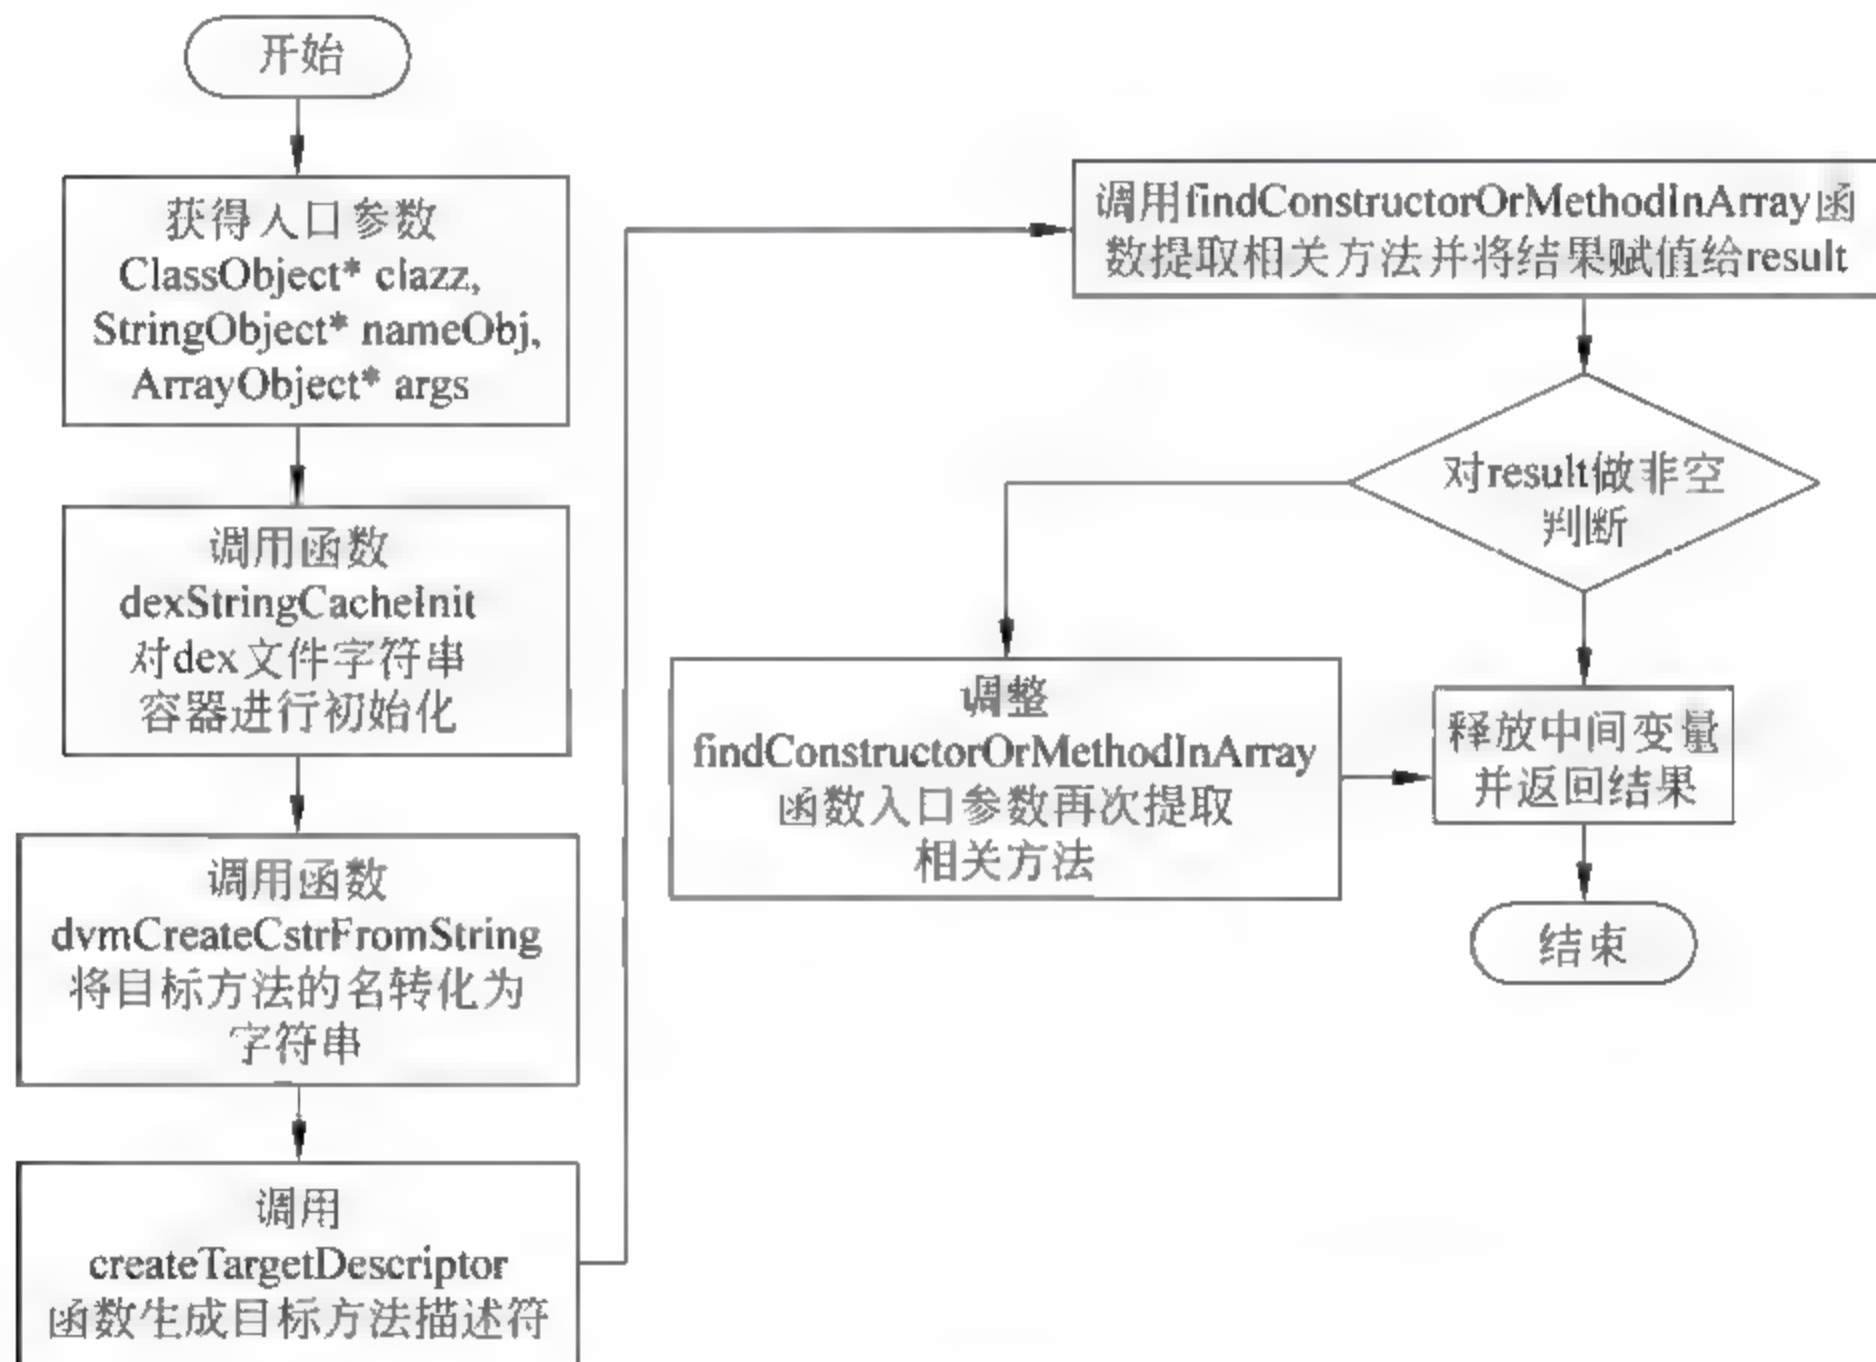 开始
获得入口参数
ClassObject* clazz,
StringObject* nameObj,
ArrayObject* args
调用函数
dexStringCacheInit
对dex文件字符串
容器进行初始化
调用函数
dvmCreateCstrFromString
将目标方法的名转化为
字符串
调用
createTargetDescriptor
函数生成目标方法描述符
调用findConstructorOrMethodInArray函
数提取相关方法并将结果赋值给result
对result做非空
判断
调整
findConstructorOrMethodInArray
函数入口参数再次提取
相关方法
释放中间变量
并返回结果
结束